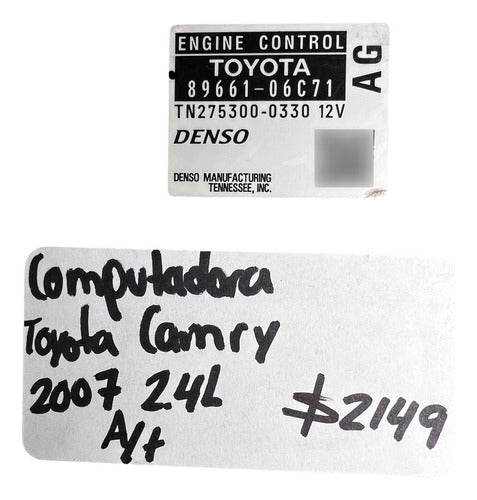 ENGINE CONTROL
TOYOTA
89661-06C71
TN275300-0330 12V
DENSO
DENSO MANUFACTURING
TENNESSEE, INC.
AG
Computadora
Toyota Camry
2007 2.4L
A/t
$2149